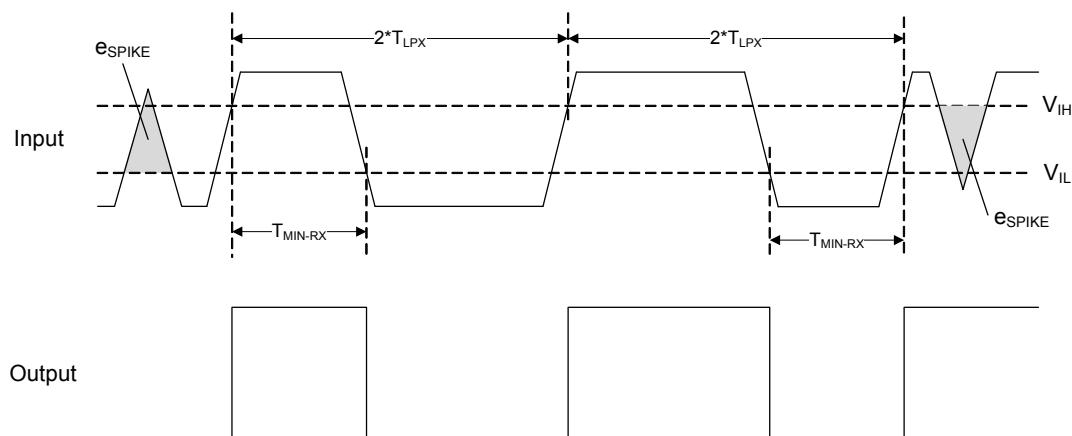 2*T_LPX
2*T_LPX
e_SPIKE
V_IH
Input
V_IL
e_SPIKE
T_MIN-RX
T_MIN-RX
Output